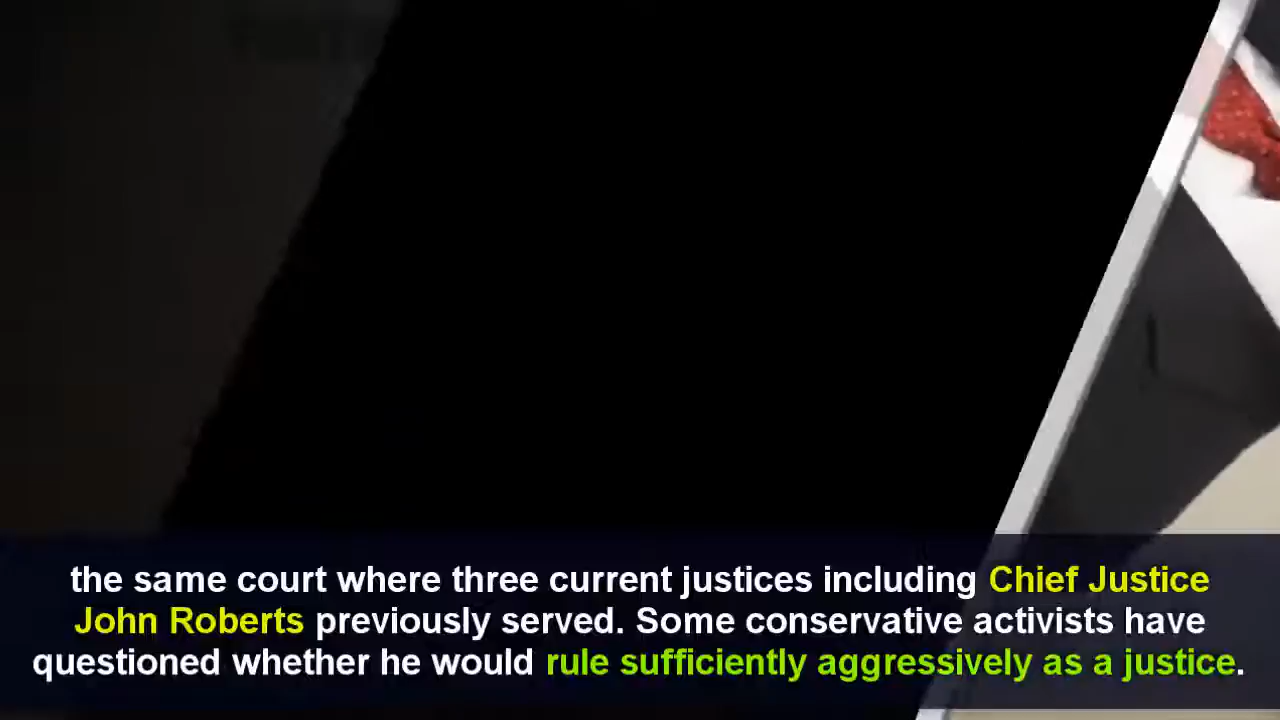 the same court where three current justices including Chief Justice
John Roberts previously served. Some conservative activists have
questioned whether he would rule sufficiently aggressively as a justice.